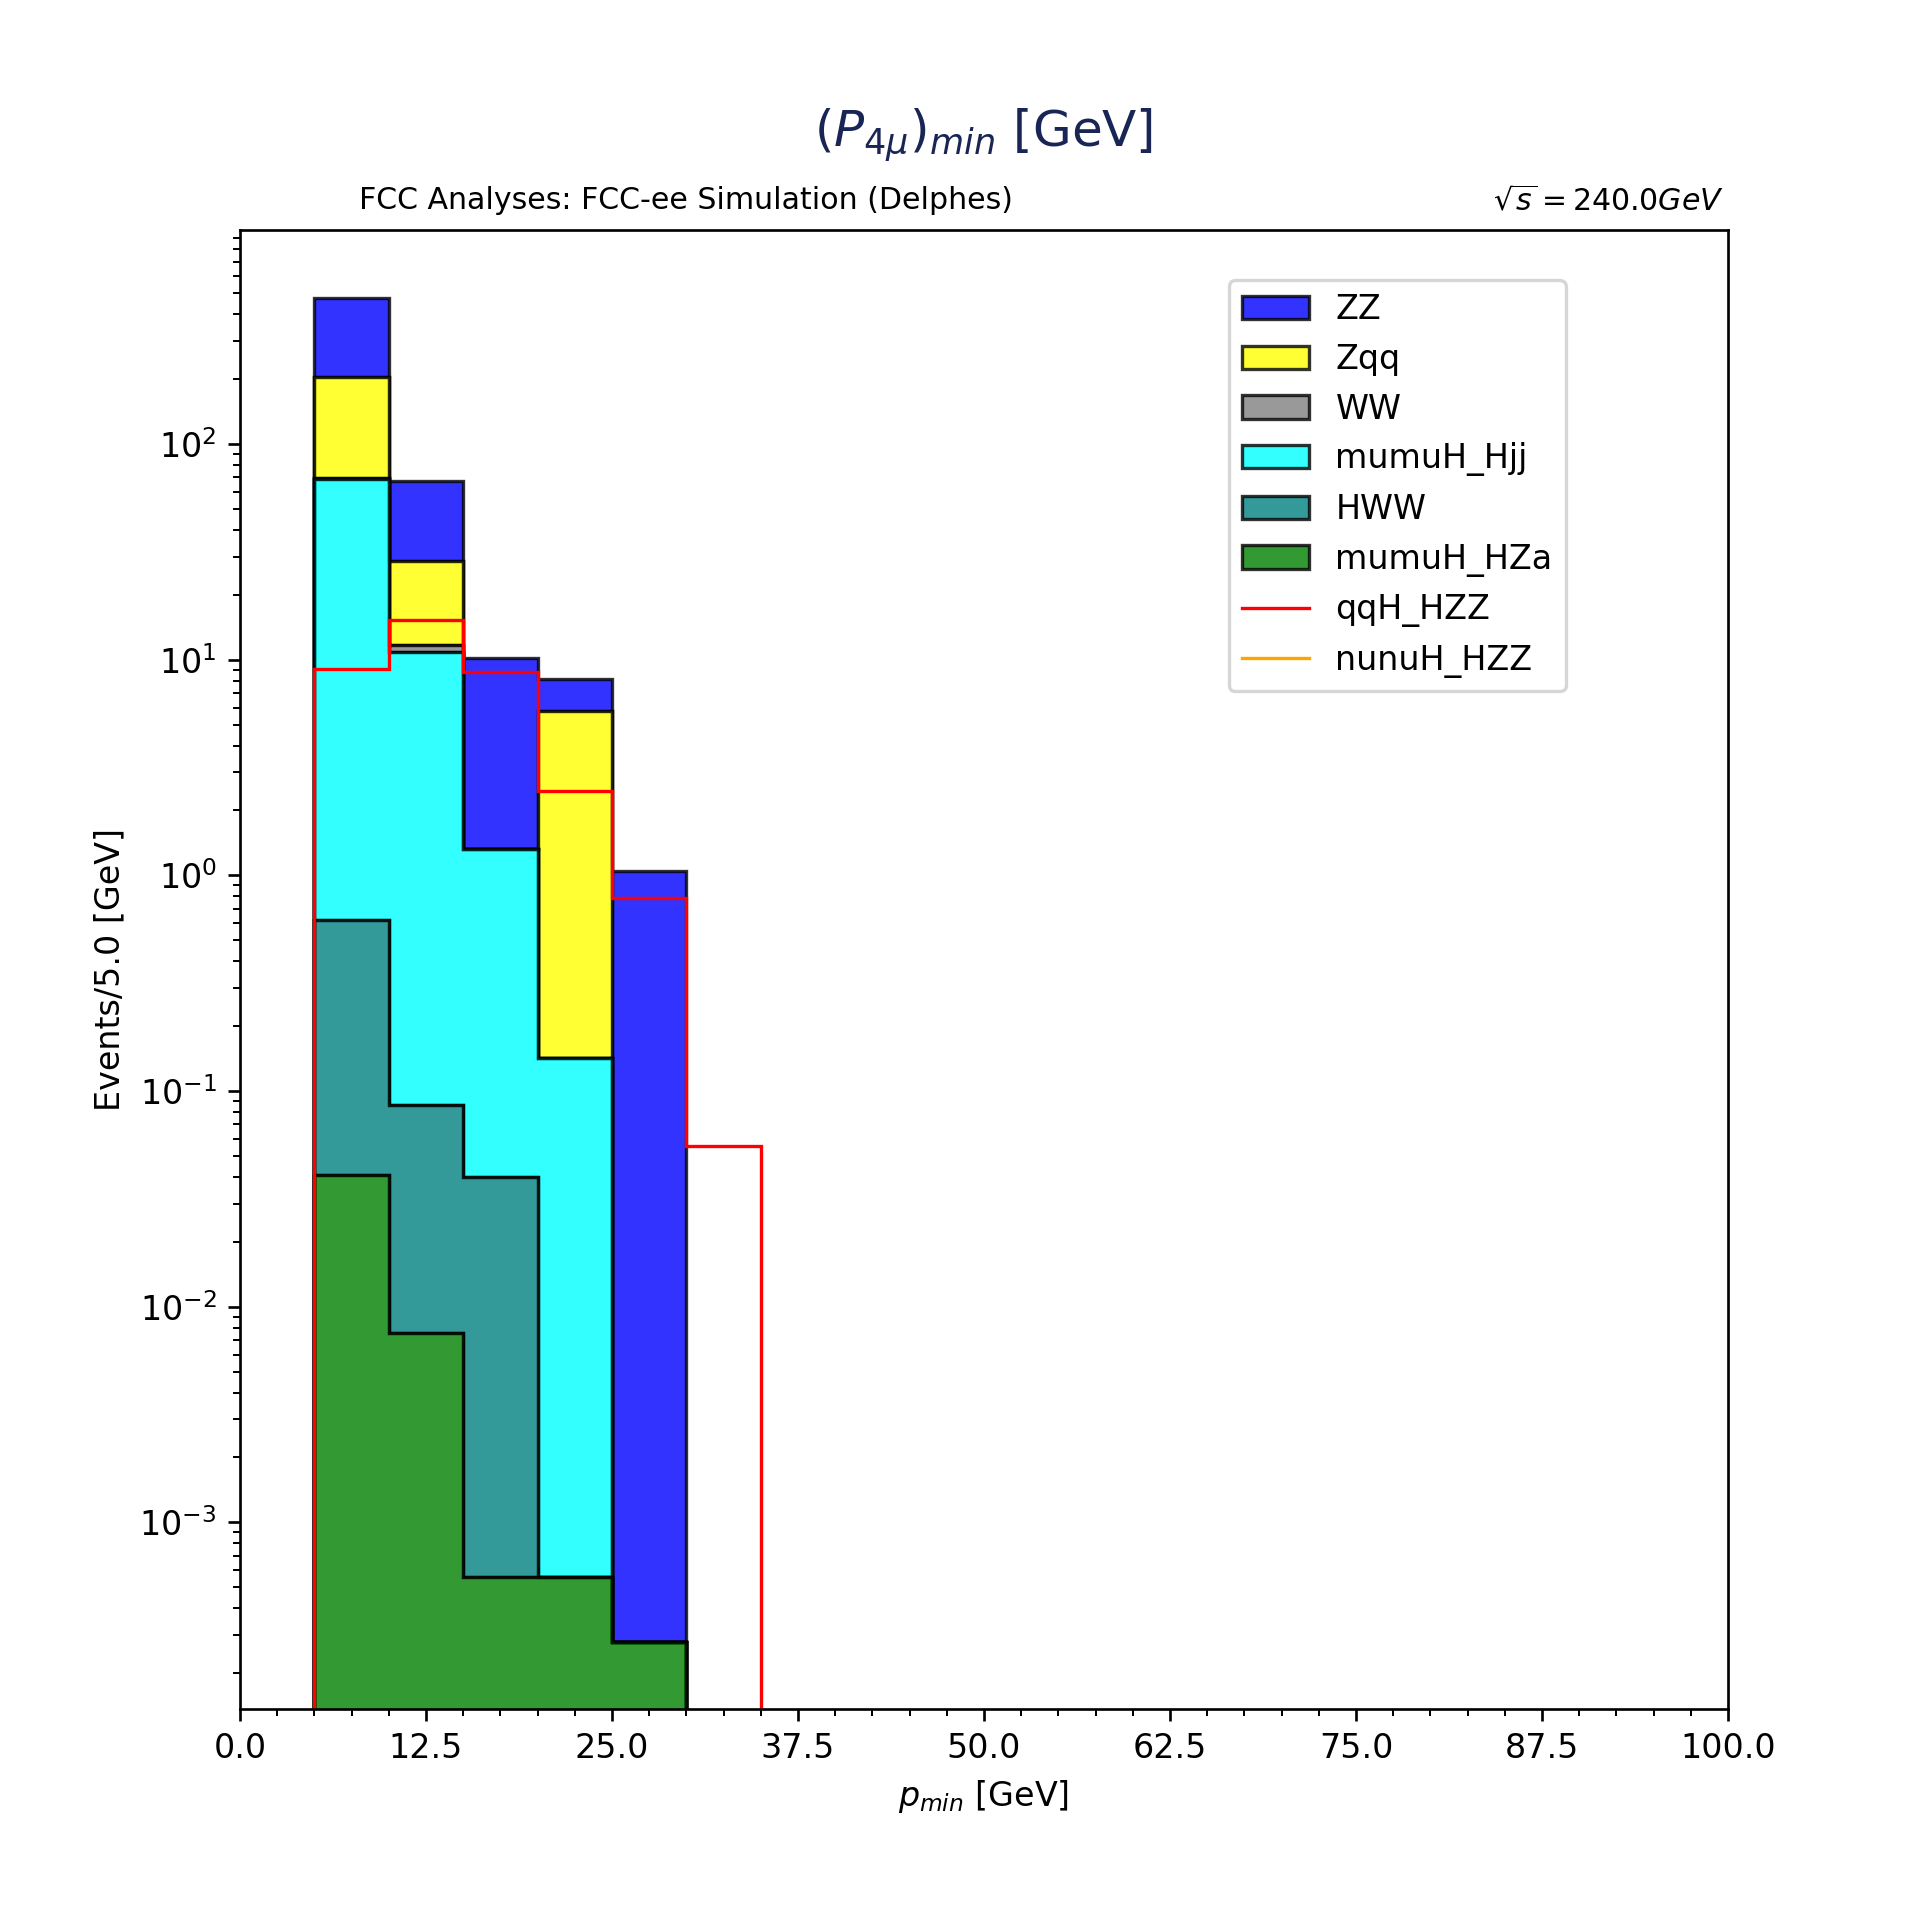 (P4μ)min [GeV]
FCC Analyses: FCC-ee Simulation (Delphes)
√s = 240.0GeV
ZZ
Zqq
WW
mumuH_Hjj
HWW
mumuH_HZa
qqH_HZZ
nunuH_HZZ
Events/5.0 [GeV]
10²
10¹
10⁰
10⁻¹
10⁻²
10⁻³
0.0 12.5 25.0 37.5 50.0 62.5 75.0 87.5 100.0
pmin [GeV]